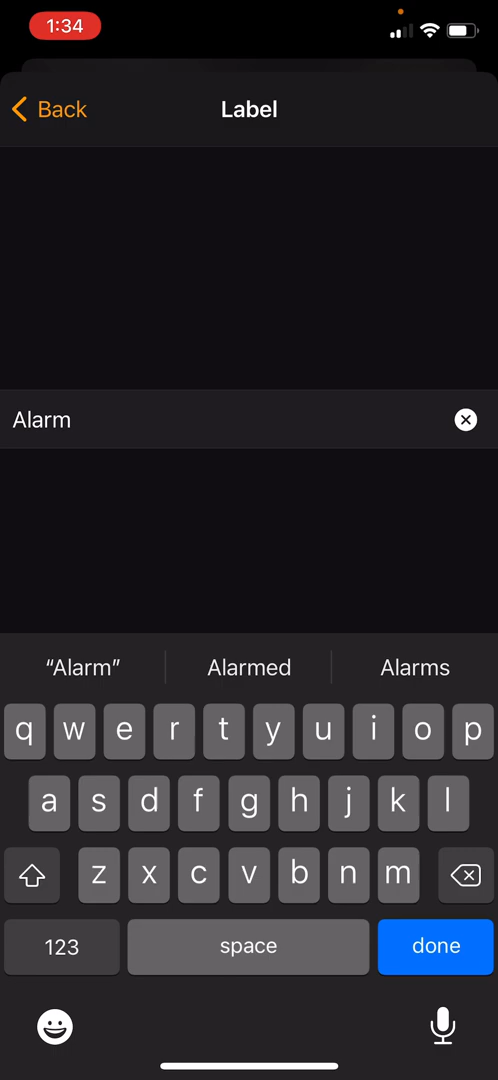 1:34
Back Label
Alarm
“Alarm” Alarmed Alarms
q w e r t y u i o p
a s d f g h j k l
z x c v b n m
123 space done